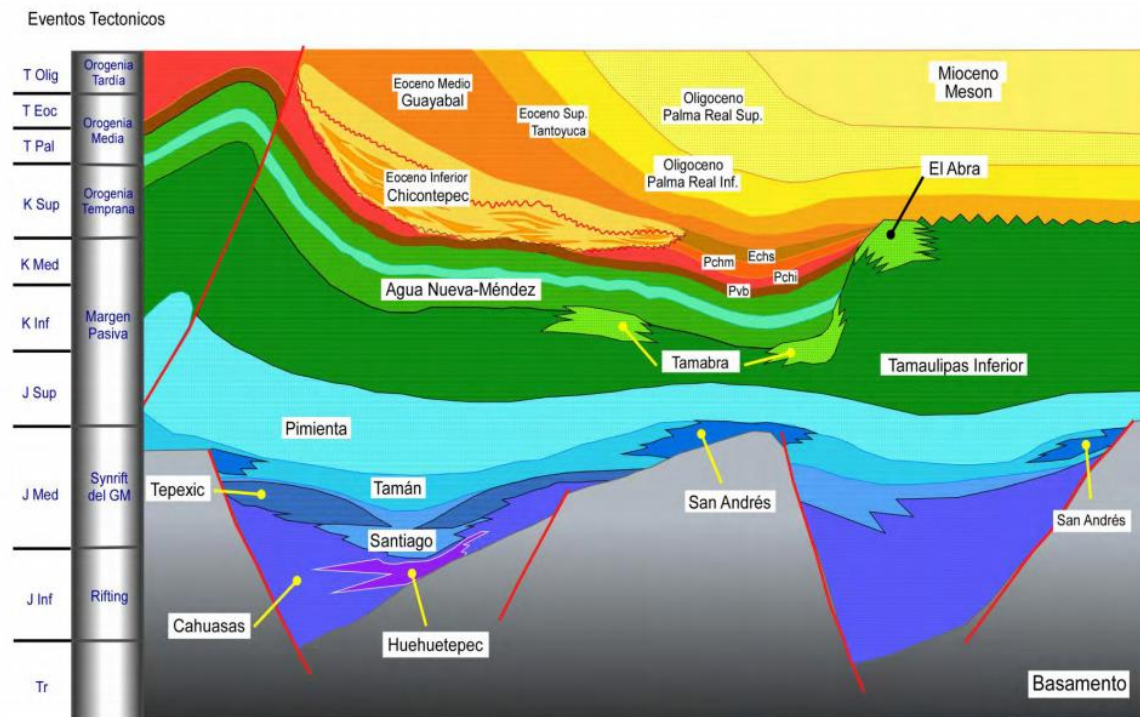 Eventos Tectonicos
T Olig
T Eoc
T Pal
K Sup
K Med
K Inf
J Sup
J Med
J Inf
Tr
Orogenia
Tardía
Orogenia
Media
Orogenia
Temprana
Margen
Pasiva
Synrift
del GM
Rifting
Eoceno Medio
Guayabal
Eoceno Sup.
Tantoyuca
Oligoceno
Palma Real Sup.
Mioceno
Meson
Eoceno Inferior
Chicontepec
Oligoceno
Palma Real Inf.
El Abra
Pchm
Echs
Pvb
Pchi
Agua Nueva-Méndez
Tamabra
Tamaulipas Inferior
Pimienta
Tepexic
Tamán
San Andrés
San Andrés
Santiago
Cahuasas
Huehuetepec
Basamento